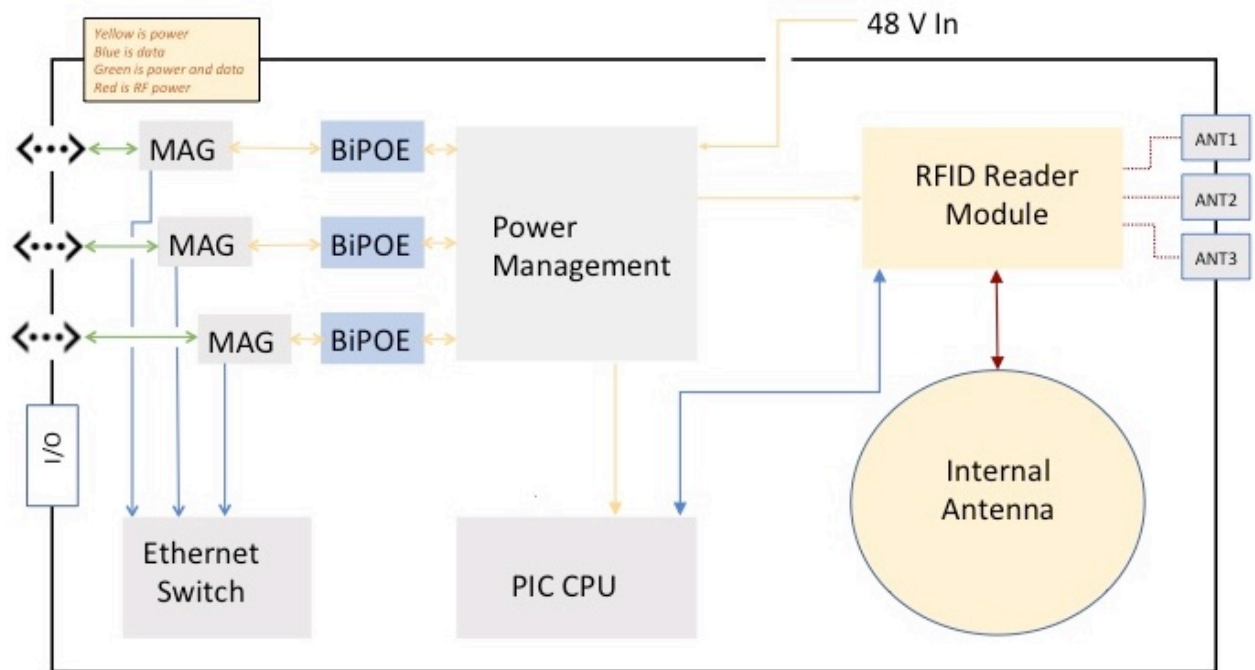 Yellow is power
Blue is data
Green is power and data
Red is RF power
48 V In
MAG
BiPOE
MAG
BiPOE
MAG
BiPOE
Power
Management
RFID Reader
Module
ANT1
ANT2
ANT3
I/O
Ethernet
Switch
PIC CPU
Internal
Antenna